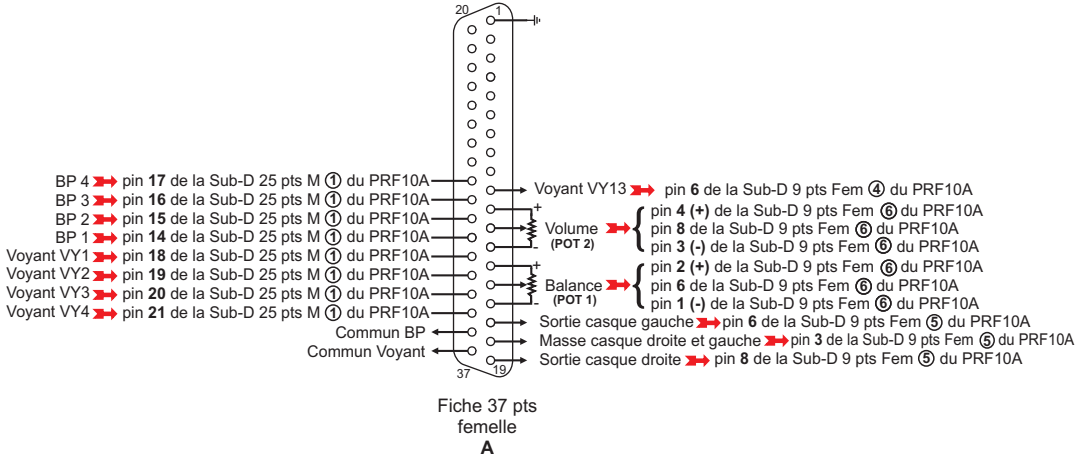 20
1
BP 4 pin 17 de la Sub-D 25 pts M ① du PRF10A
BP 3 pin 16 de la Sub-D 25 pts M ① du PRF10A
BP 2 pin 15 de la Sub-D 25 pts M ① du PRF10A
BP 1 pin 14 de la Sub-D 25 pts M ① du PRF10A
Voyant VY1 pin 18 de la Sub-D 25 pts M ① du PRF10A
Voyant VY2 pin 19 de la Sub-D 25 pts M ① du PRF10A
Voyant VY3 pin 20 de la Sub-D 25 pts M ① du PRF10A
Voyant VY4 pin 21 de la Sub-D 25 pts M ① du PRF10A
Commun BP
Commun Voyant
Voyant VY13 pin 6 de la Sub-D 9 pts Fem ④ du PRF10A
+
Volume
(POT 2)
-
pin 4 (+) de la Sub-D 9 pts Fem ⑥ du PRF10A
pin 8 de la Sub-D 9 pts Fem ⑥ du PRF10A
pin 3 (-) de la Sub-D 9 pts Fem ⑥ du PRF10A
+
Balance
(POT 1)
-
pin 2 (+) de la Sub-D 9 pts Fem ⑥ du PRF10A
pin 6 de la Sub-D 9 pts Fem ⑥ du PRF10A
pin 1 (-) de la Sub-D 9 pts Fem ⑥ du PRF10A
Sortie casque gauche pin 6 de la Sub-D 9 pts Fem ⑤ du PRF10A
Masse casque droite et gauche pin 3 de la Sub-D 9 pts Fem ⑤ du PRF10A
Sortie casque droite pin 8 de la Sub-D 9 pts Fem ⑤ du PRF10A
37
19
Fiche 37 pts
femelle
A